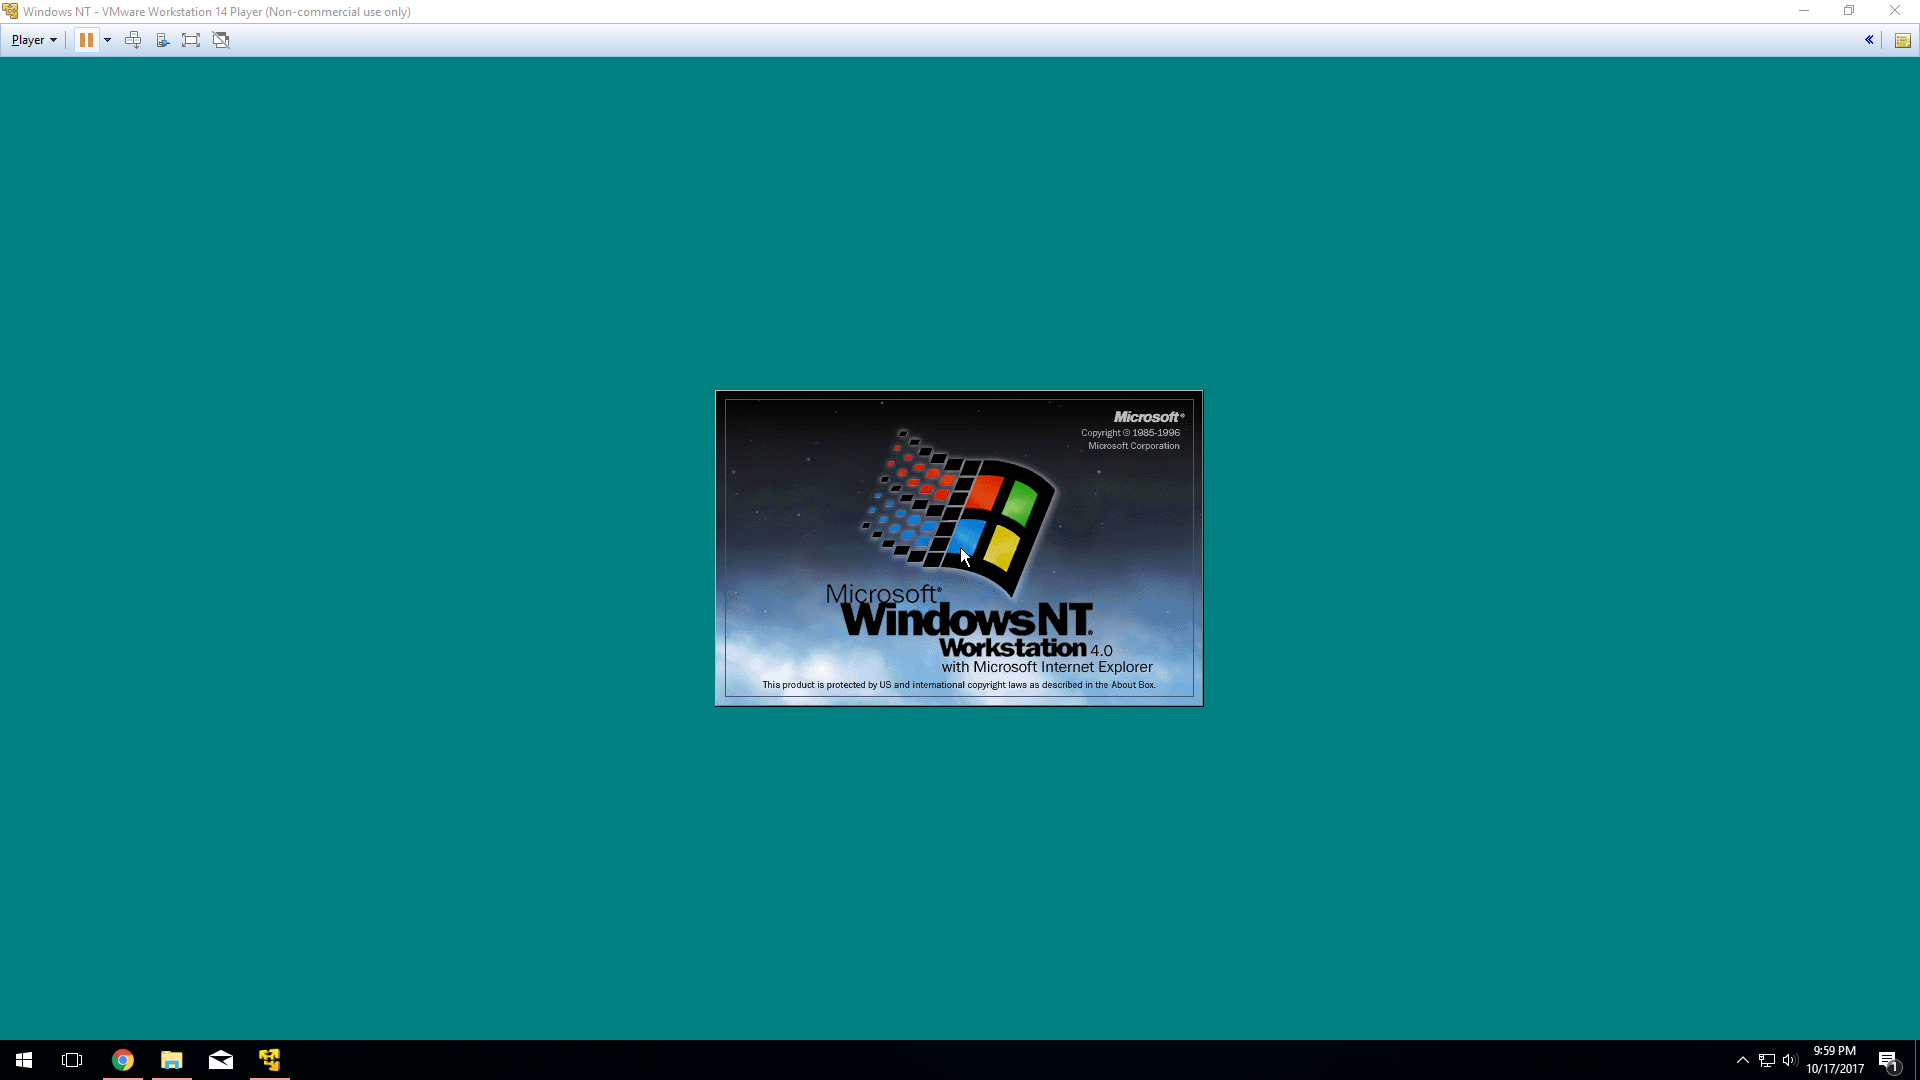 Windows NT - VMware Workstation 14 Player (Non-commercial use only)
Player
Microsoft®
Copyright © 1985-1996
Microsoft Corporation
Microsoft®
Windows NT®
Workstation 4.0
with Microsoft Internet Explorer
This product is protected by US and international copyright laws as described in the About Box.
9:59 PM
10/17/2017
1